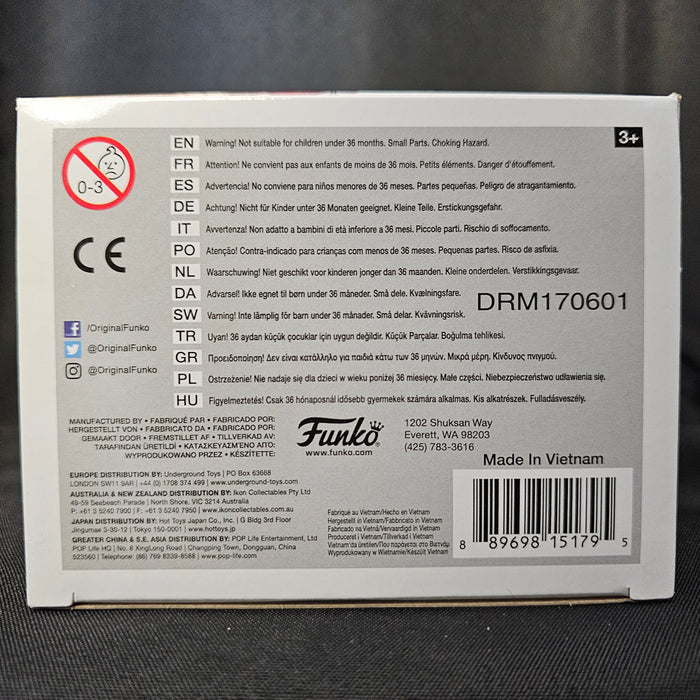 0-3
3+
EN Warning! Not suitable for children under 36 months. Small Parts. Choking Hazard.
FR Attention! Ne convient pas aux enfants de moins de 36 mois. Petits éléments. Danger d'étouffement.
ES Advertencia! No conviene para niños menores de 36 meses. Partes pequeñas. Peligro de atragantamiento.
DE Achtung! Nicht für Kinder unter 36 Monaten geeignet. Kleine Teile. Erstickungsgefahr.
IT Avvertenza! Non adatto a bambini di età inferiore a 36 mesi. Piccole parti. Rischio di soffocamento.
PO Atenção! Contra-indicado para crianças com menos de 36 meses. Pequenas partes. Risco de asfixia.
NL Waarschuwing! Niet geschikt voor kinderen jonger dan 36 maanden. Kleine onderdelen. Verstikkingsgevaar.
DA Advarsel! Ikke egnet til børn under 36 måneder. Små dele. Kvælningsfare.
SW Varning! Inte lämplig för barn under 36 månader. Små delar. Kvävningsrisk.
TR Uyarı! 36 aydan küçük çocuklar için uygun değildir. Küçük Parçalar. Boğulma tehlikesi.
GR Προειδοποίηση! Δεν είναι κατάλληλο για παιδιά κάτω των 36 μηνών. Μικρά μέρη. Κίνδυνος πνιγμού.
PL Ostrzeżenie! Nie nadaje się dla dzieci w wieku poniżej 36 miesięcy. Małe części. Niebezpieczeństwo udławienia się.
HU Figyelmeztetés! Csak 36 hónaposnál idősebb gyermekek számára alkalmas. Kis alkatrészek. Fulladásveszély.
CE
DRM170601
/OriginalFunko
@OriginalFunko
@OriginalFunko
MANUFACTURED BY • FABRIQUÉ PAR • FABRICADO POR:
HERGESTELLT VON • FABBRICATO DA • FABRICADO POR:
GEMAAKT DOOR • FREMSTILLET AF • TILLVERKAD AV:
TARAFINDAN ÜRETİLDİ • ΚΑΤΑΣΚΕΥΑΣΜΕΝΟ ΑΠΟ:
WYPRODUKOWANO PRZEZ • KÉSZÍTETTE:
Funko
www.funko.com
1202 Shuksan Way
Everett, WA 98203
(425) 783-3616
Made In Vietnam
EUROPE DISTRIBUTION BY: Underground Toys | PO Box 63668
LONDON SW11 9AR | +44 (0) 1708 374 499 | www.underground-toys.com
AUSTRALIA & NEW ZEALAND DISTRIBUTION BY: Ikon Collectables Pty Ltd
49-59 Seabeach Parade | North Shore, VIC 3214 Australia
P: +61 3 5240 7900 | F: +61 3 5240 7950 | www.ikoncollectables.com
JAPAN DISTRIBUTION BY: Hot Toys Japan Co., Inc. | G Bldg 3rd Floor
Jingumae 3-30-12 | Tokyo 150-0001 | www.hottoys.jp
GREATER CHINA & S.E. ASIA DISTRIBUTION BY: POP Life Entertainment, Ltd
POP Life HQ | No. 8 XingLong Road | Changping Town, Dongguan, China
523560 | Telephone: (86) 769 8339-8588 | www.pop-life.com
Fabriqué au Vietnam/Hecho en Vietnam
Hergestellt in Vietnam/Fabbricato in Vietnam
Fabricado na Vietnã/Vervaardigd in Vietnam
Produceret i Vietnam/Tillverkad i Vietnam
Vietnam'da üretilen/Που παράγεται στο Βιετνάμ
Wyprodukowany w Wietnamie/Készült Vietnam
8 89698 15179 5